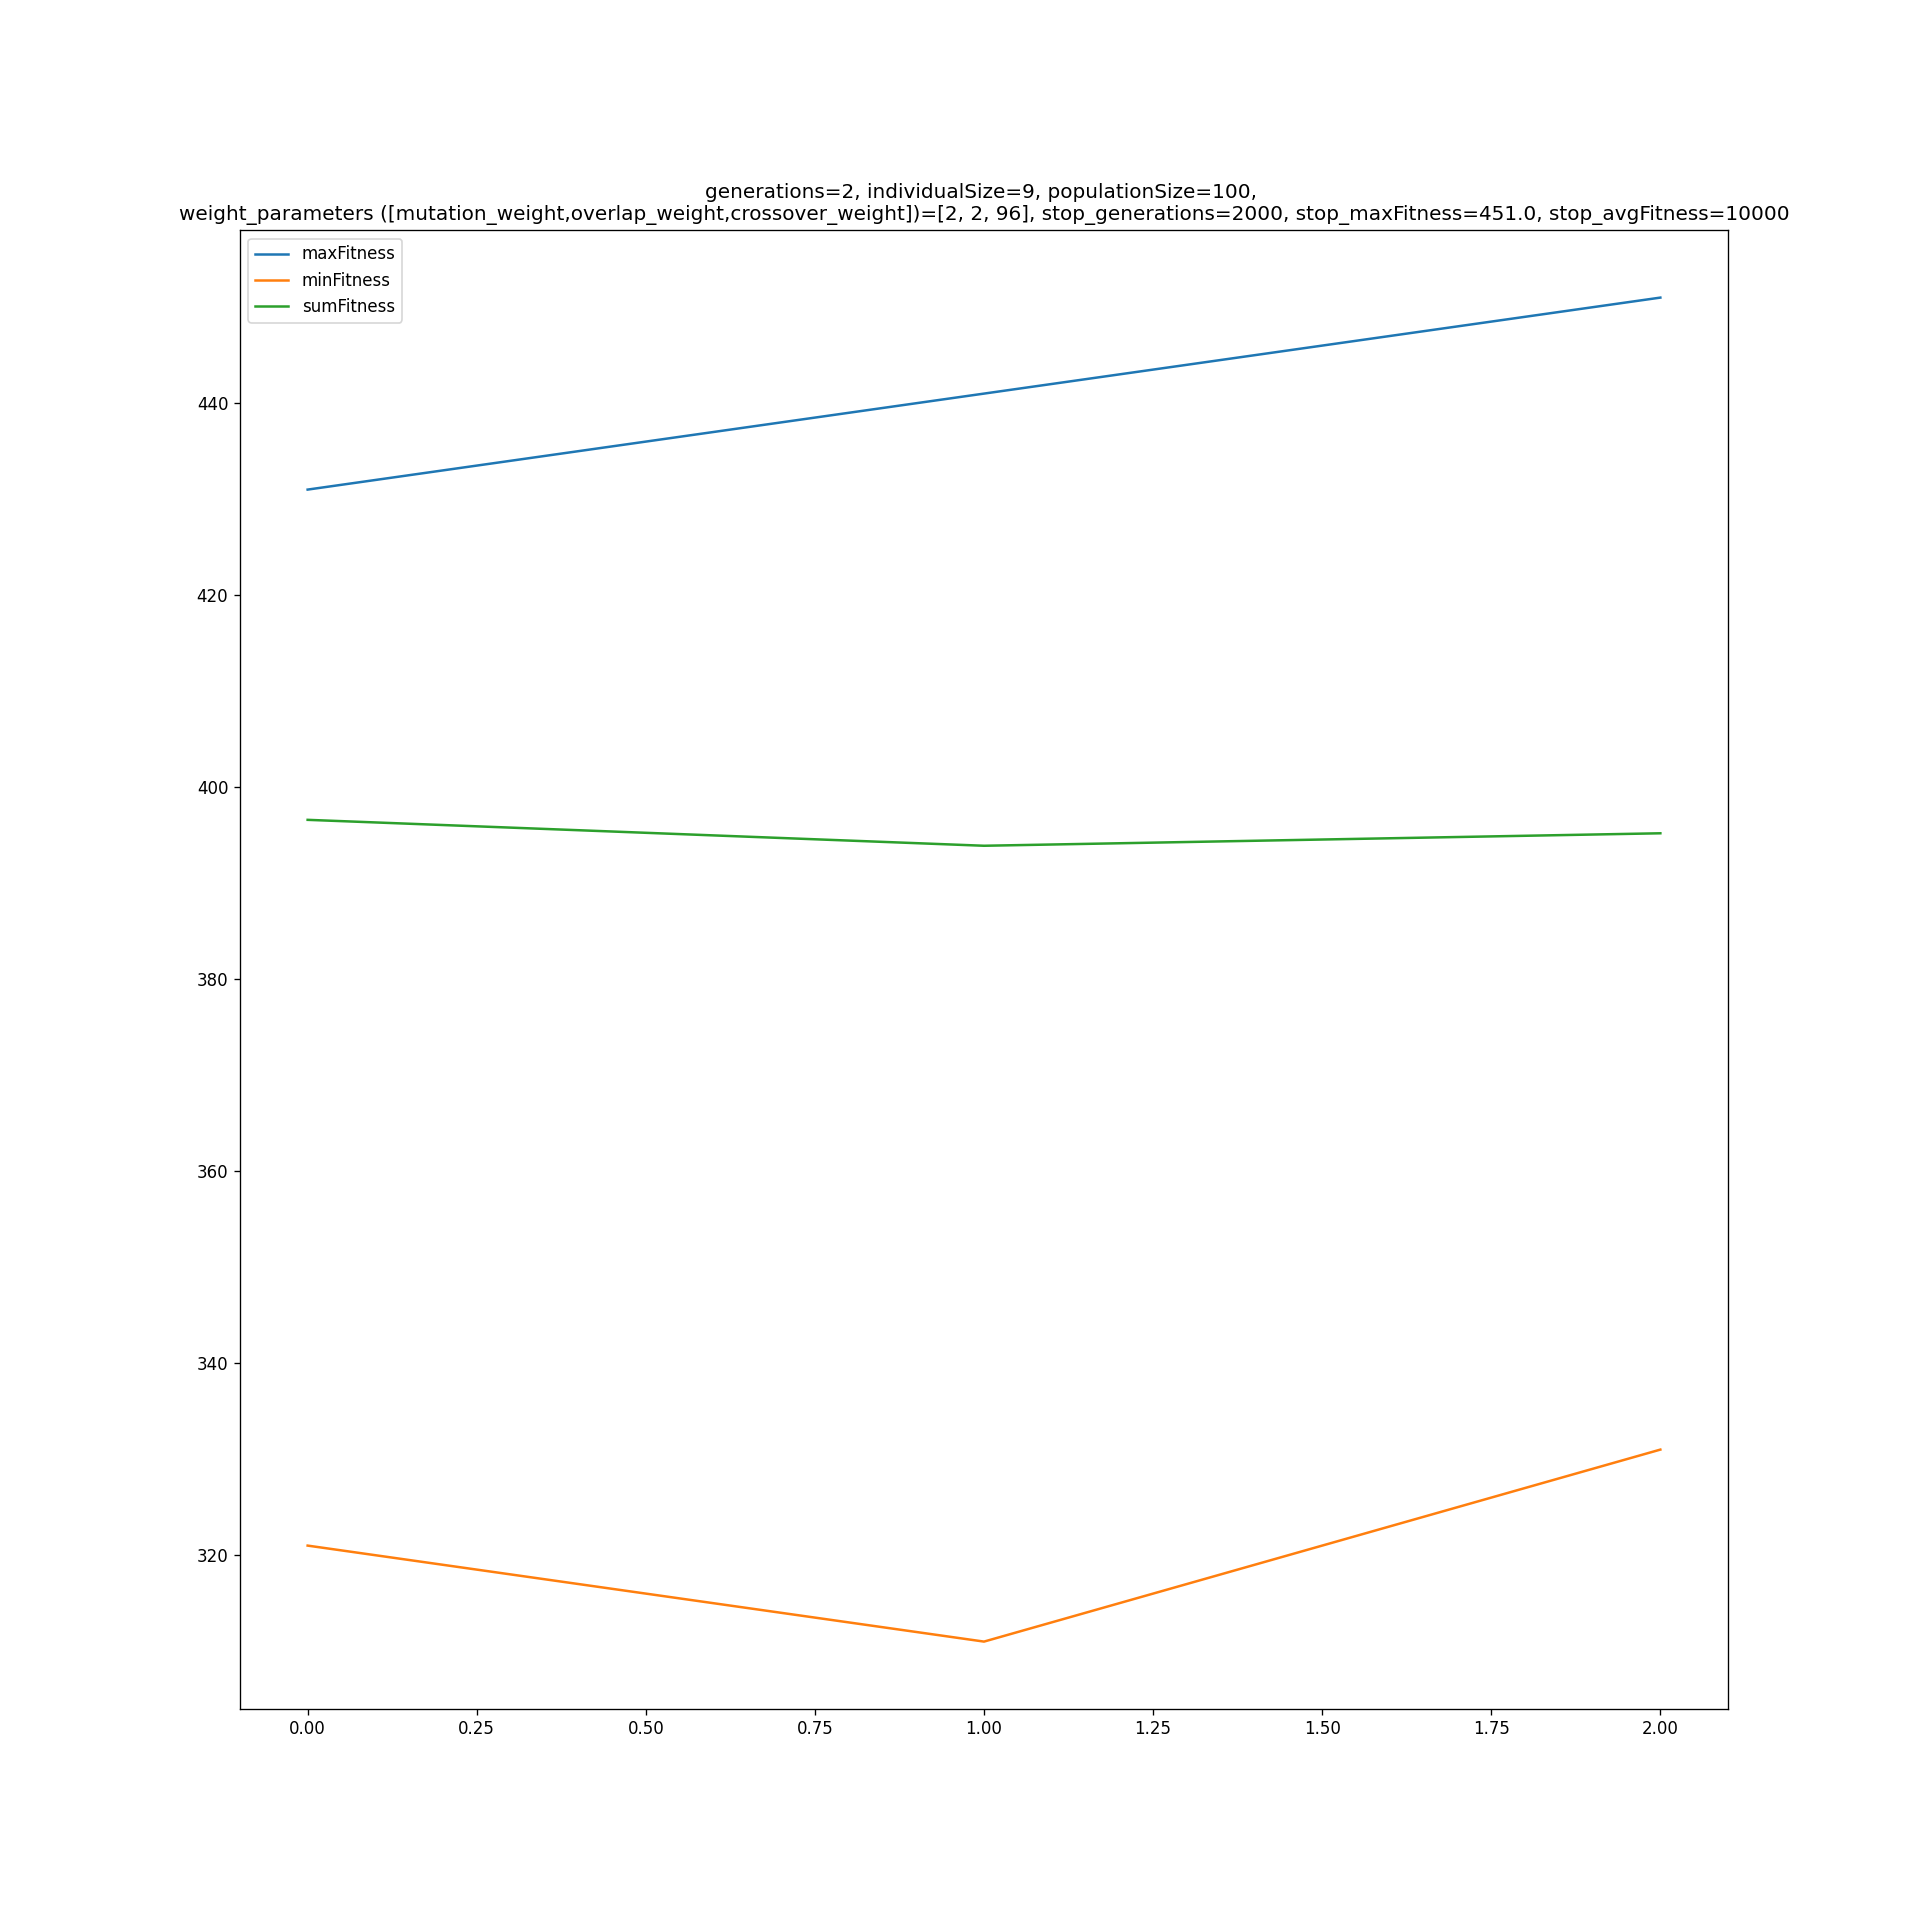 generations=2, individualSize=9, populationSize=100,
weight_parameters ([mutation_weight,overlap_weight,crossover_weight])=[2, 2, 96], stop_generations=2000, stop_maxFitness=451.0, stop_avgFitness=10000
maxFitness
minFitness
sumFitness
440
420
400
380
360
340
320
0.00 0.25 0.50 0.75 1.00 1.25 1.50 1.75 2.00